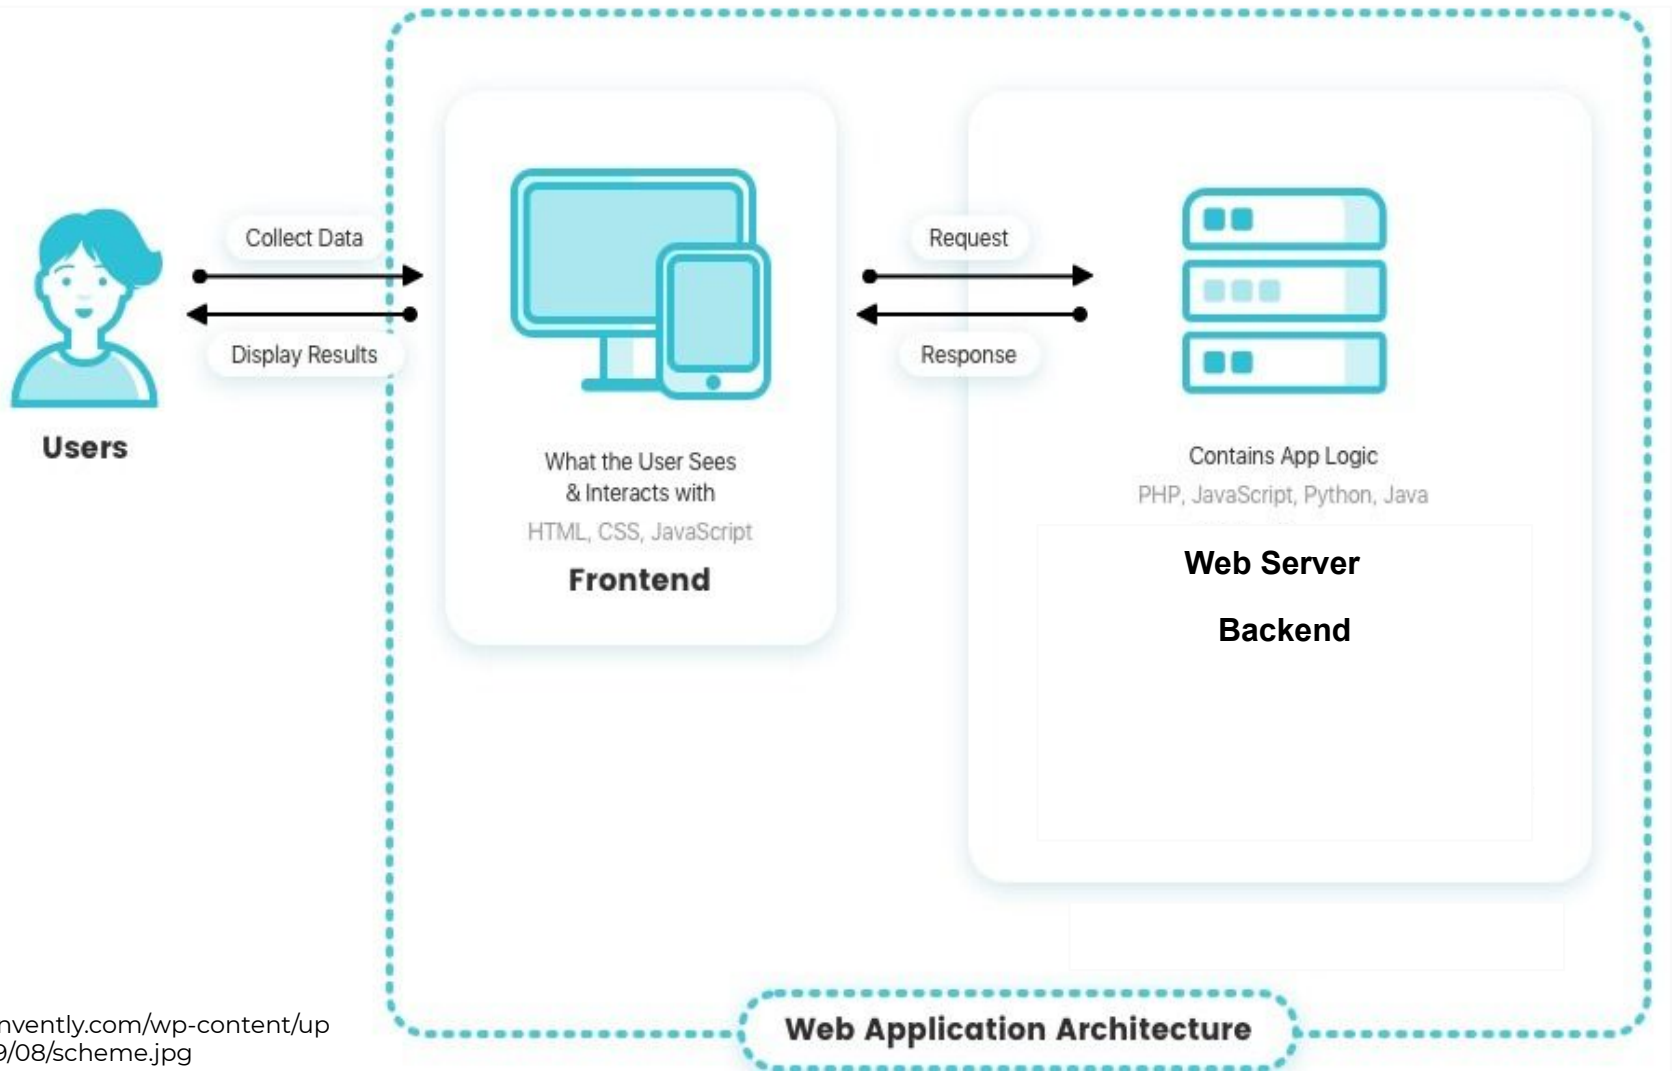 Collect Data
Display Results
Users
What the User Sees
& Interacts with
HTML, CSS, JavaScript
Frontend
Request
Response
Contains App Logic
PHP, JavaScript, Python, Java
Web Server
Backend
Web Application Architecture
nvently.com/wp-content/up
9/08/scheme.jpg